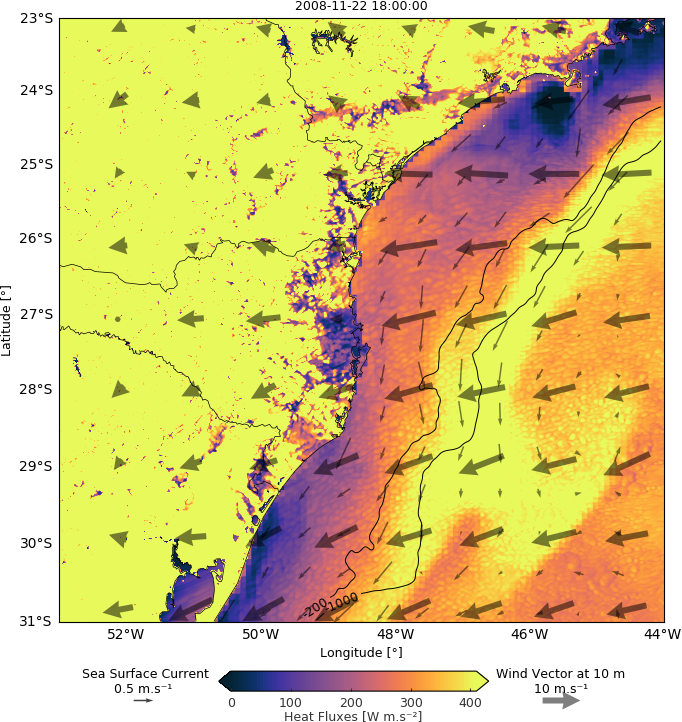 2008-11-22 18:00:00
23°S
24°S
25°S
26°S
27°S
28°S
29°S
30°S
31°S
Latitude [°]
-200
-1000
52°W 50°W 48°W 46°W 44°W
Longitude [°]
Sea Surface Current
0.5 m.s⁻¹
Wind Vector at 10 m
10 m.s⁻¹
0 100 200 300 400
Heat Fluxes [W m.s⁻²]